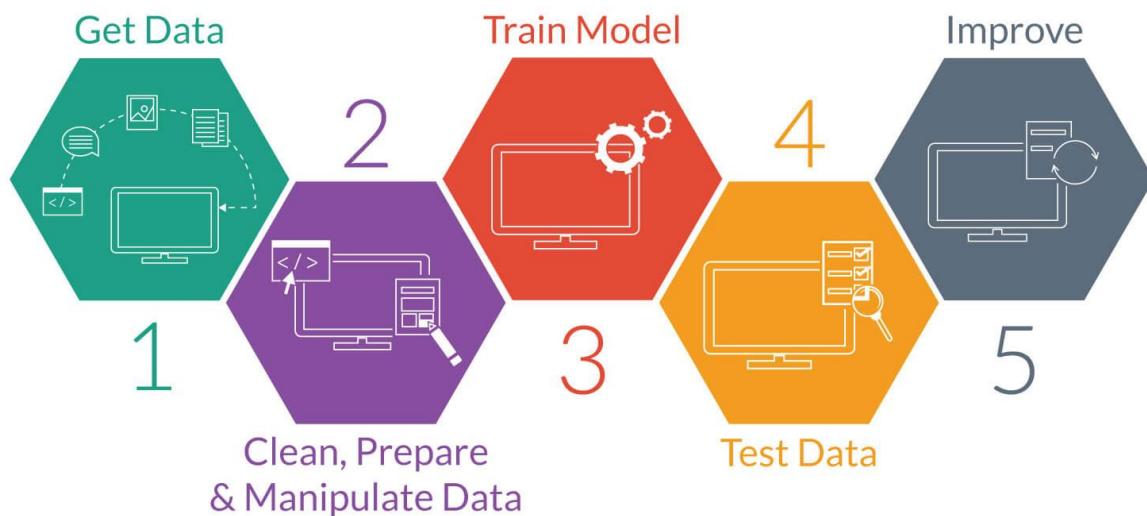 Get Data
1
2
Clean, Prepare
& Manipulate Data
Train Model
3
4
Test Data
Improve
5